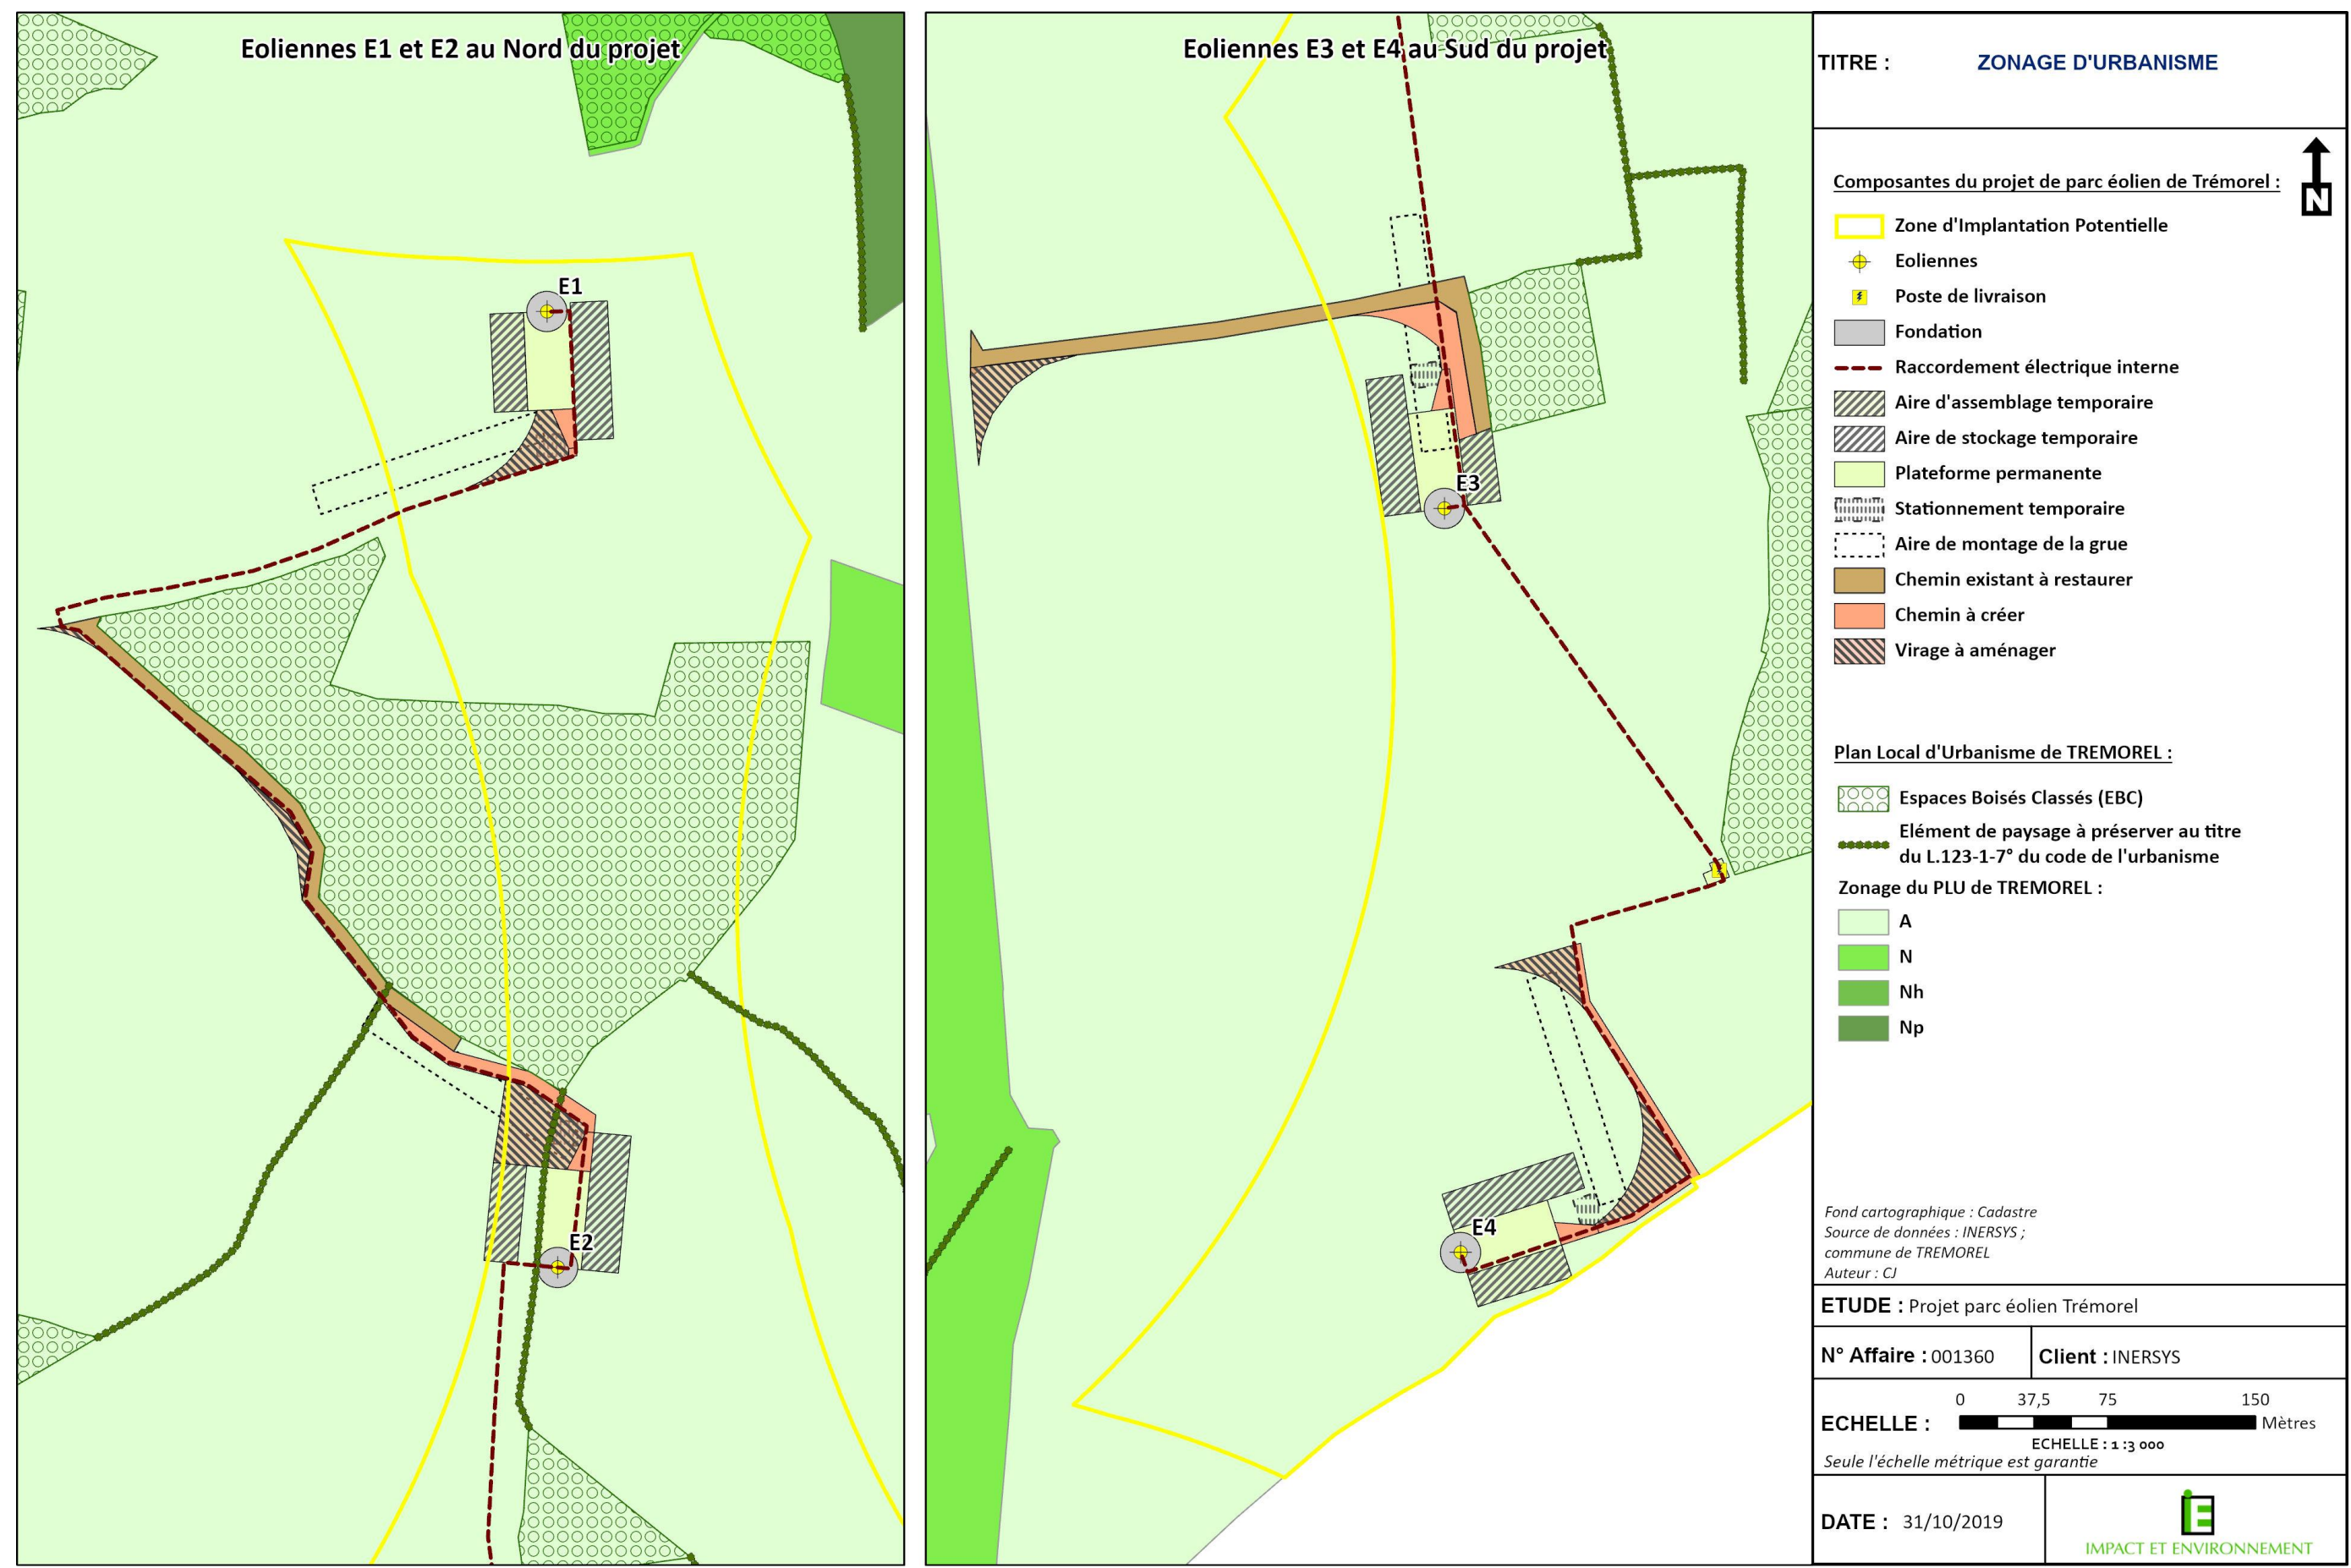 Eoliennes E1 et E2 au Nord du projet
E1
E2
Eoliennes E3 et E4 au Sud du projet
E3
E4
TITRE : ZONAGE D'URBANISME
N
Composantes du projet de parc éolien de Trémorel :
Zone d'Implantation Potentielle
Eoliennes
Poste de livraison
Fondation
Raccordement électrique interne
Aire d'assemblage temporaire
Aire de stockage temporaire
Plateforme permanente
Stationnement temporaire
Aire de montage de la grue
Chemin existant à restaurer
Chemin à créer
Virage à aménager
Plan Local d'Urbanisme de TREMOREL :
Espaces Boisés Classés (EBC)
Elément de paysage à préserver au titre
du L.123-1-7° du code de l'urbanisme
Zonage du PLU de TREMOREL :
A
N
Nh
Np
Fond cartographique : Cadastre
Source de données : INERSYS ;
commune de TREMOREL
Auteur : CJ
ETUDE : Projet parc éolien Trémorel
N° Affaire : 001360
Client : INERSYS
0 37,5 75 150
ECHELLE : Mètres
ECHELLE : 1 :3 000
Seule l'échelle métrique est garantie
DATE : 31/10/2019
iE
IMPACT ET ENVIRONNEMENT